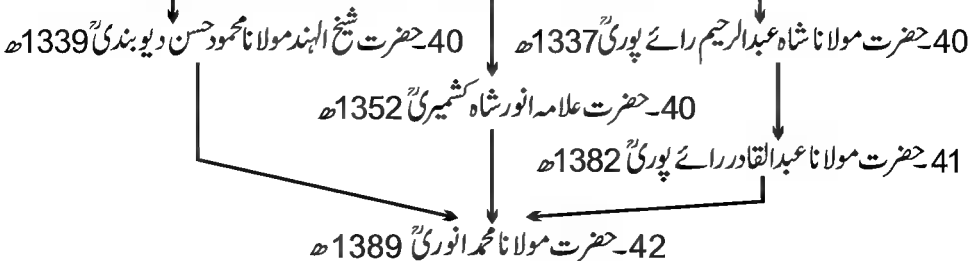 40۔حضرت مولانا شاہ عبدالرحیم رائے پوریؒ 1337ھ
40۔حضرت شیخ الہند مولانا محمود حسن دیوبندیؒ 1339ھ
40۔حضرت علامہ انور شاہ کشمیریؒ 1352ھ
41۔حضرت مولانا عبدالقادر رائے پوریؒ 1382ھ
42۔حضرت مولانا محمد انوریؒ 1389ھ